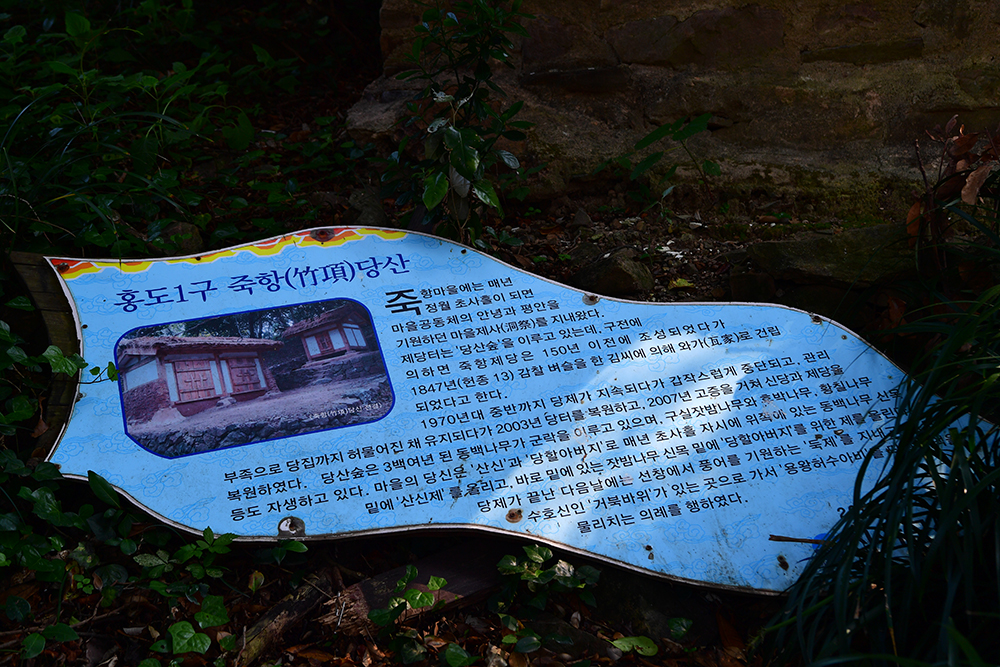 홍도1구 죽항(竹項)당산
죽항마을에는 매년
정월 초사흘이 되면
마을공동체의 안녕과 평안을
기원하는 마을제사(洞祭)를 지내왔다.
제당터는 '당산숲'을 이루고 있는데, 구전에
의하면 죽항제당은 150년 이전에 조성되었다가
1847년(헌종 13) 감찰 벼슬을 한 김씨에 의해 와가(瓦家)로 건립
되었다고 한다.
1970년대 중반까지 당제가 지속되다가 갑작스럽게 중단되고, 관리
부족으로 당집까지 허물어진 채 유지되다가 2003년 당터를 복원하고, 2007년 고증을 거쳐 신당과 제당을
복원하였다. 당산숲은 3백여년 된 동백나무가 군락을 이루고 있으며, 구실잣밤나무와 후박나무, 황칠나무
등도 자생하고 있다. 마을의 당신은 '산신'과 '당할아버지'로 매년 초사흘 자시에 위쪽에 있는 동백나무 신목
밑에 '산신제'를 올리고, 바로 밑에 있는 잣밤나무 신목 밑에 '당할아버지'를 위한 제를 올린다.
당제가 끝난 다음날에는 선창에서 풍어를 기원하는 '둑제'를 지내
수호신인 '거북바위'가 있는 곳으로 가서 '용왕허수아비'를
물리치는 의례를 행하였다.
〈죽항(竹項)당산 전경〉